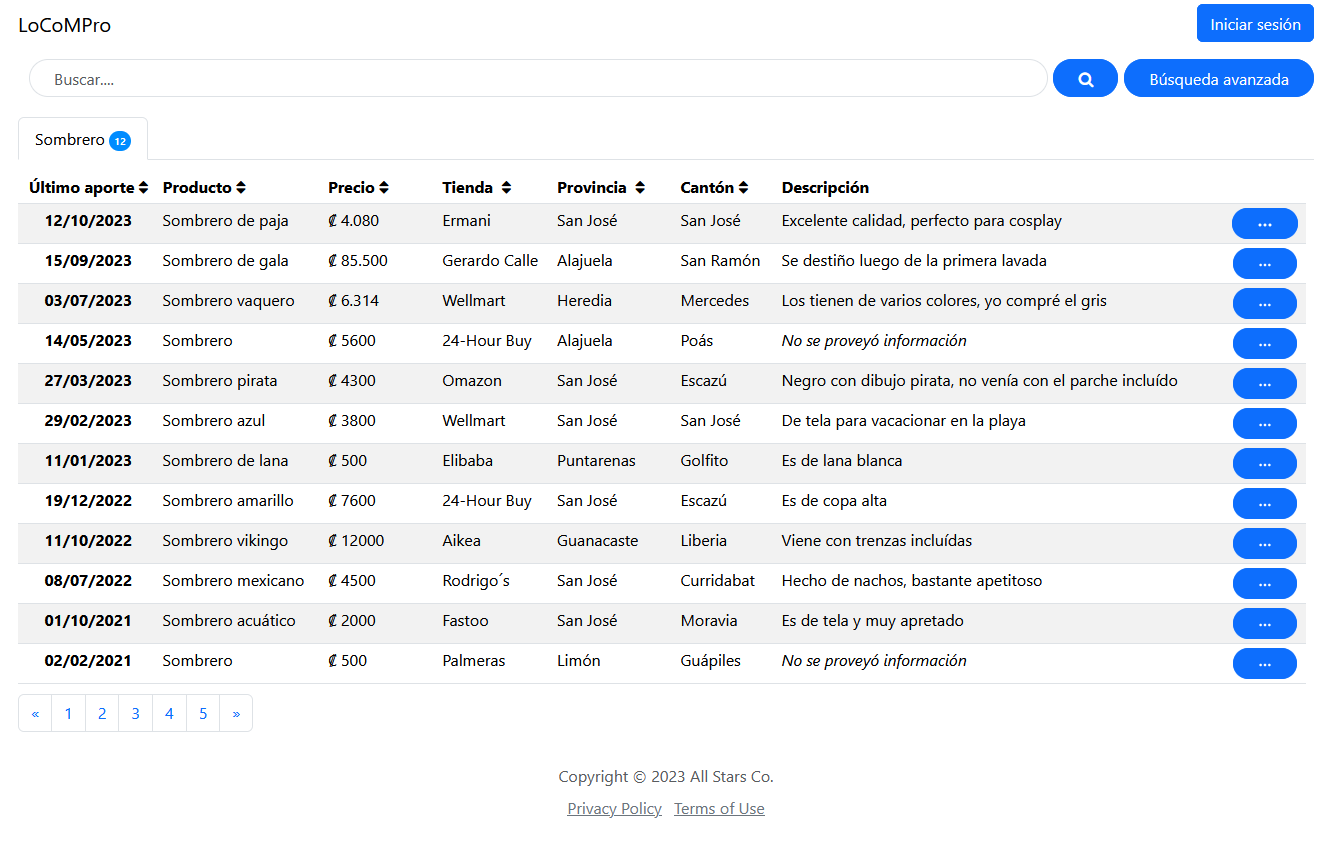 LoCoMPro Iniciar sesión
Buscar.... Búsqueda avanzada
Sombrero 12
Último aporte Producto Precio Tienda Provincia Cantón Descripción
12/10/2023 Sombrero de paja ₡ 4.080 Ermani San José San José Excelente calidad, perfecto para cosplay ...
15/09/2023 Sombrero de gala ₡ 85.500 Gerardo Calle Alajuela San Ramón Se destiño luego de la primera lavada ...
03/07/2023 Sombrero vaquero ₡ 6.314 Wellmart Heredia Mercedes Los tienen de varios colores, yo compré el gris ...
14/05/2023 Sombrero ₡ 5600 24-Hour Buy Alajuela Poás No se proveyó información ...
27/03/2023 Sombrero pirata ₡ 4300 Omazon San José Escazú Negro con dibujo pirata, no venía con el parche incluído ...
29/02/2023 Sombrero azul ₡ 3800 Wellmart San José San José De tela para vacacionar en la playa ...
11/01/2023 Sombrero de lana ₡ 500 Elibaba Puntarenas Golfito Es de lana blanca ...
19/12/2022 Sombrero amarillo ₡ 7600 24-Hour Buy San José Escazú Es de copa alta ...
11/10/2022 Sombrero vikingo ₡ 12000 Aikea Guanacaste Liberia Viene con trenzas incluídas ...
08/07/2022 Sombrero mexicano ₡ 4500 Rodrigo´s San José Curridabat Hecho de nachos, bastante apetitoso ...
01/10/2021 Sombrero acuático ₡ 2000 Fastoo San José Moravia Es de tela y muy apretado ...
02/02/2021 Sombrero ₡ 500 Palmeras Limón Guápiles No se proveyó información ...
« 1 2 3 4 5 »
Copyright © 2023 All Stars Co.
Privacy Policy Terms of Use